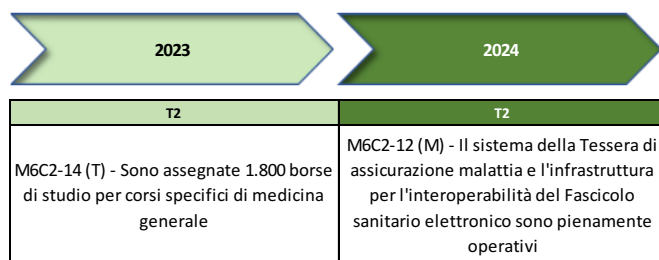 2023
2024
T2
T2
M6C2-14 (T) - Sono assegnate 1.800 borse
di studio per corsi specifici di medicina
generale
M6C2-12 (M) - Il sistema della Tessera di
assicurazione malattia e l'infrastruttura
per l'interoperabilità del Fascicolo
sanitario elettronico sono pienamente
operativi